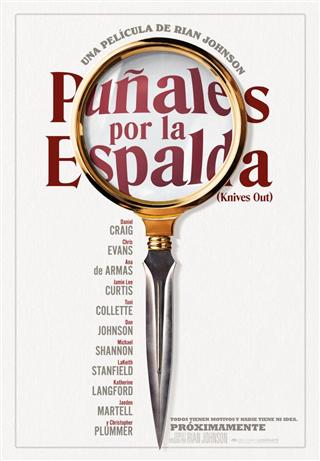 UNA PELÍCULA DE RIAN JOHNSON
Puñales
por la
Espalda
(Knives Out)
Daniel
CRAIG
Chris
EVANS
Ana
de ARMAS
Jamie Lee
CURTIS
Toni
COLLETTE
Don
JOHNSON
Michael
SHANNON
LaKeith
STANFIELD
Katherine
LANGFORD
Jaeden
MARTELL
y Christopher
PLUMMER
TODOS TIENEN MOTIVOS Y NADIE TIENE NI IDEA.
PRÓXIMAMENTE
RIAN JOHNSON